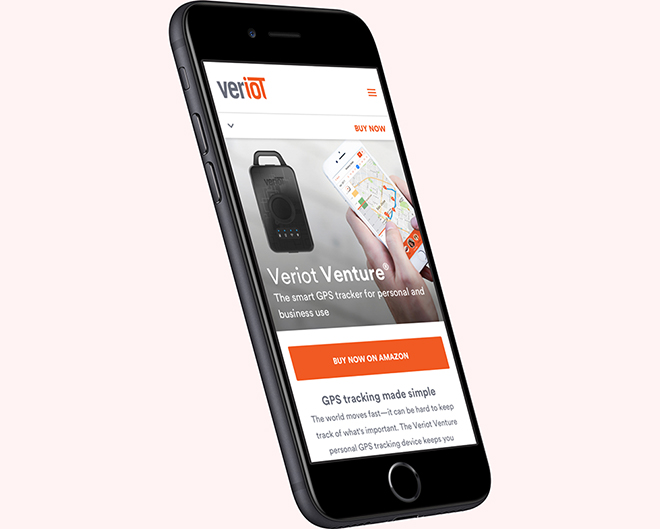 veriot
BUY NOW
veriot
Veriot Venture®
The smart GPS tracker for personal and
business use
BUY NOW ON AMAZON
GPS tracking made simple
The world moves fast—it can be hard to keep
track of what's important. The Veriot Venture
personal GPS tracking device keeps you